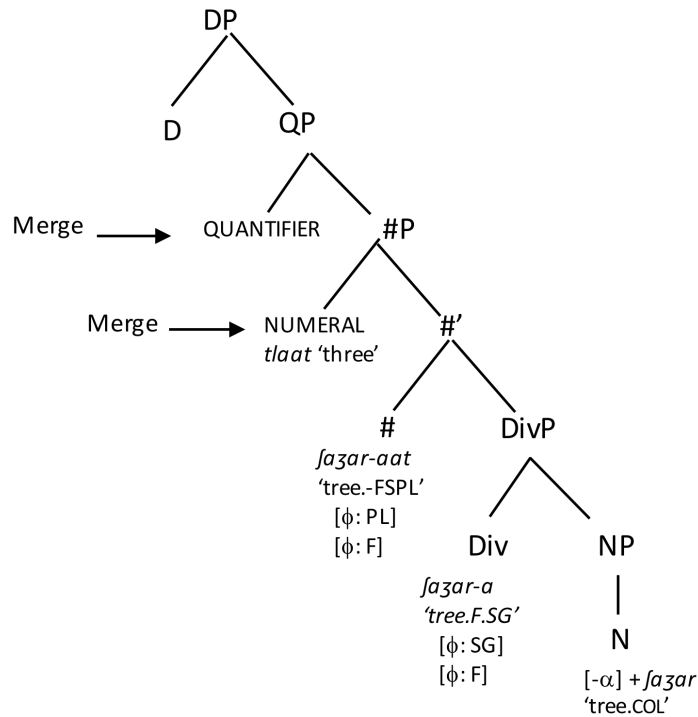 DP
D
QP
Merge
QUANTIFIER
#P
Merge
NUMERAL
#’
tlaat ‘three’
#
DivP
ʃaʒar-aat
‘tree.-FSPL’
[ϕ: PL]
[ϕ: F]
Div
NP
ʃaʒar-a
‘tree.F.SG’
[ϕ: SG]
[ϕ: F]
N
[-α] + ʃaʒar
‘tree.COL’